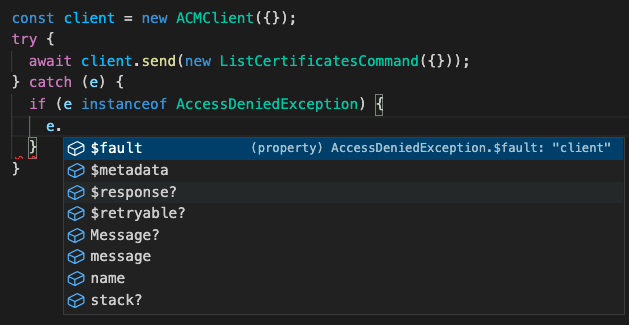 const client = new ACMClient({});
try {
  await client.send(new ListCertificatesCommand({}));
} catch (e) {
  if (e instanceof AccessDeniedException) {
    e.
$fault (property) AccessDeniedException.$fault: "client"
  }
$metadata
}
$response?
$retryable?
Message?
message
name
stack?